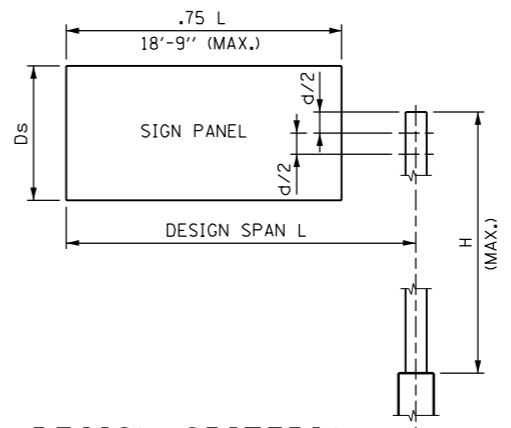 .75 L
18'-9" (MAX.)
Ds
SIGN PANEL
d/2
d/2
DESIGN SPAN L
H
(MAX.)